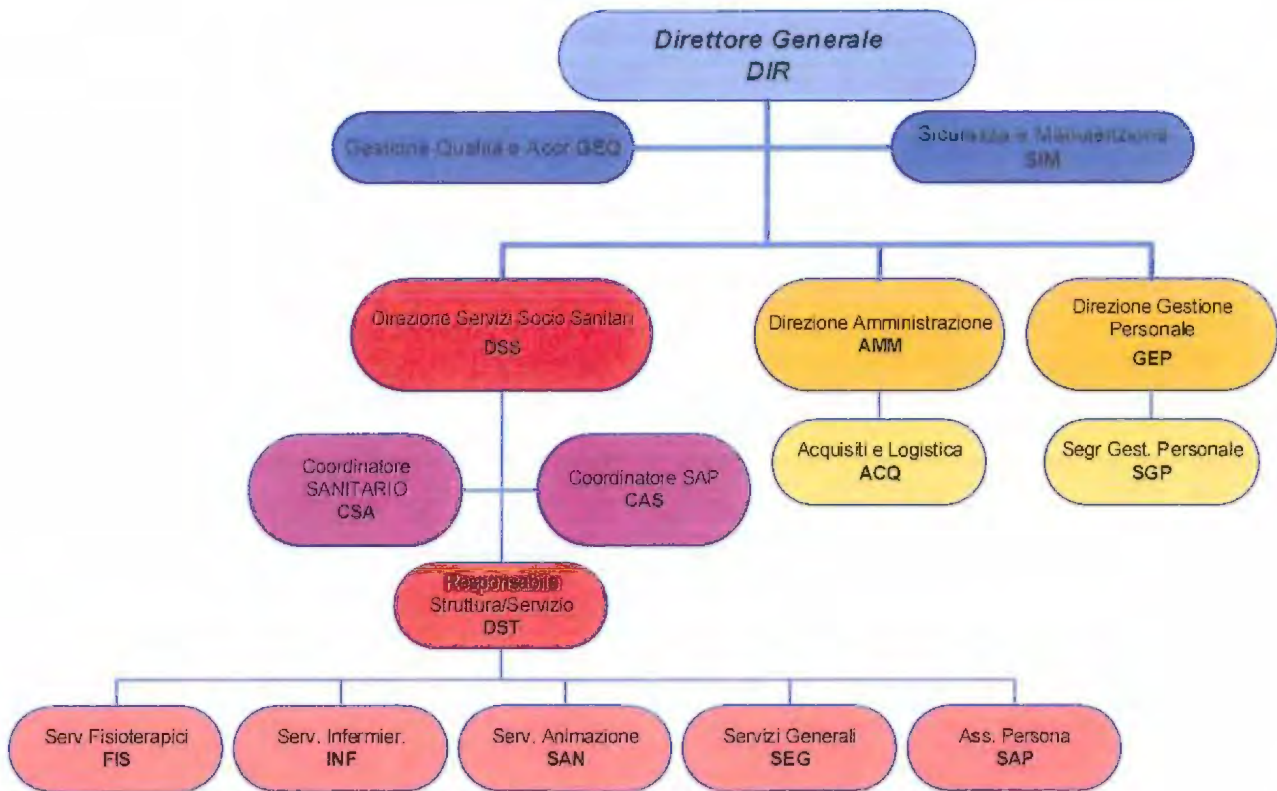 Direttore Generale
DIR
Gestione Qualità e Accr GEQ
Sicurezza e Manutenzione
SIM
Direzione Servizi Socio Sanitari
DSS
Direzione Amministrazione
AMM
Direzione Gestione
Personale
GEP
Coordinatore
SANITARIO
CSA
Coordinatore SAP
CAS
Acquisiti e Logistica
ACQ
Segr Gest. Personale
SGP
Responsabile
Struttura/Servizio
DST
Serv Fisioterapici
FIS
Serv. Infermier.
INF
Serv. Animazione
SAN
Servizi Generali
SEG
Ass. Persona
SAP